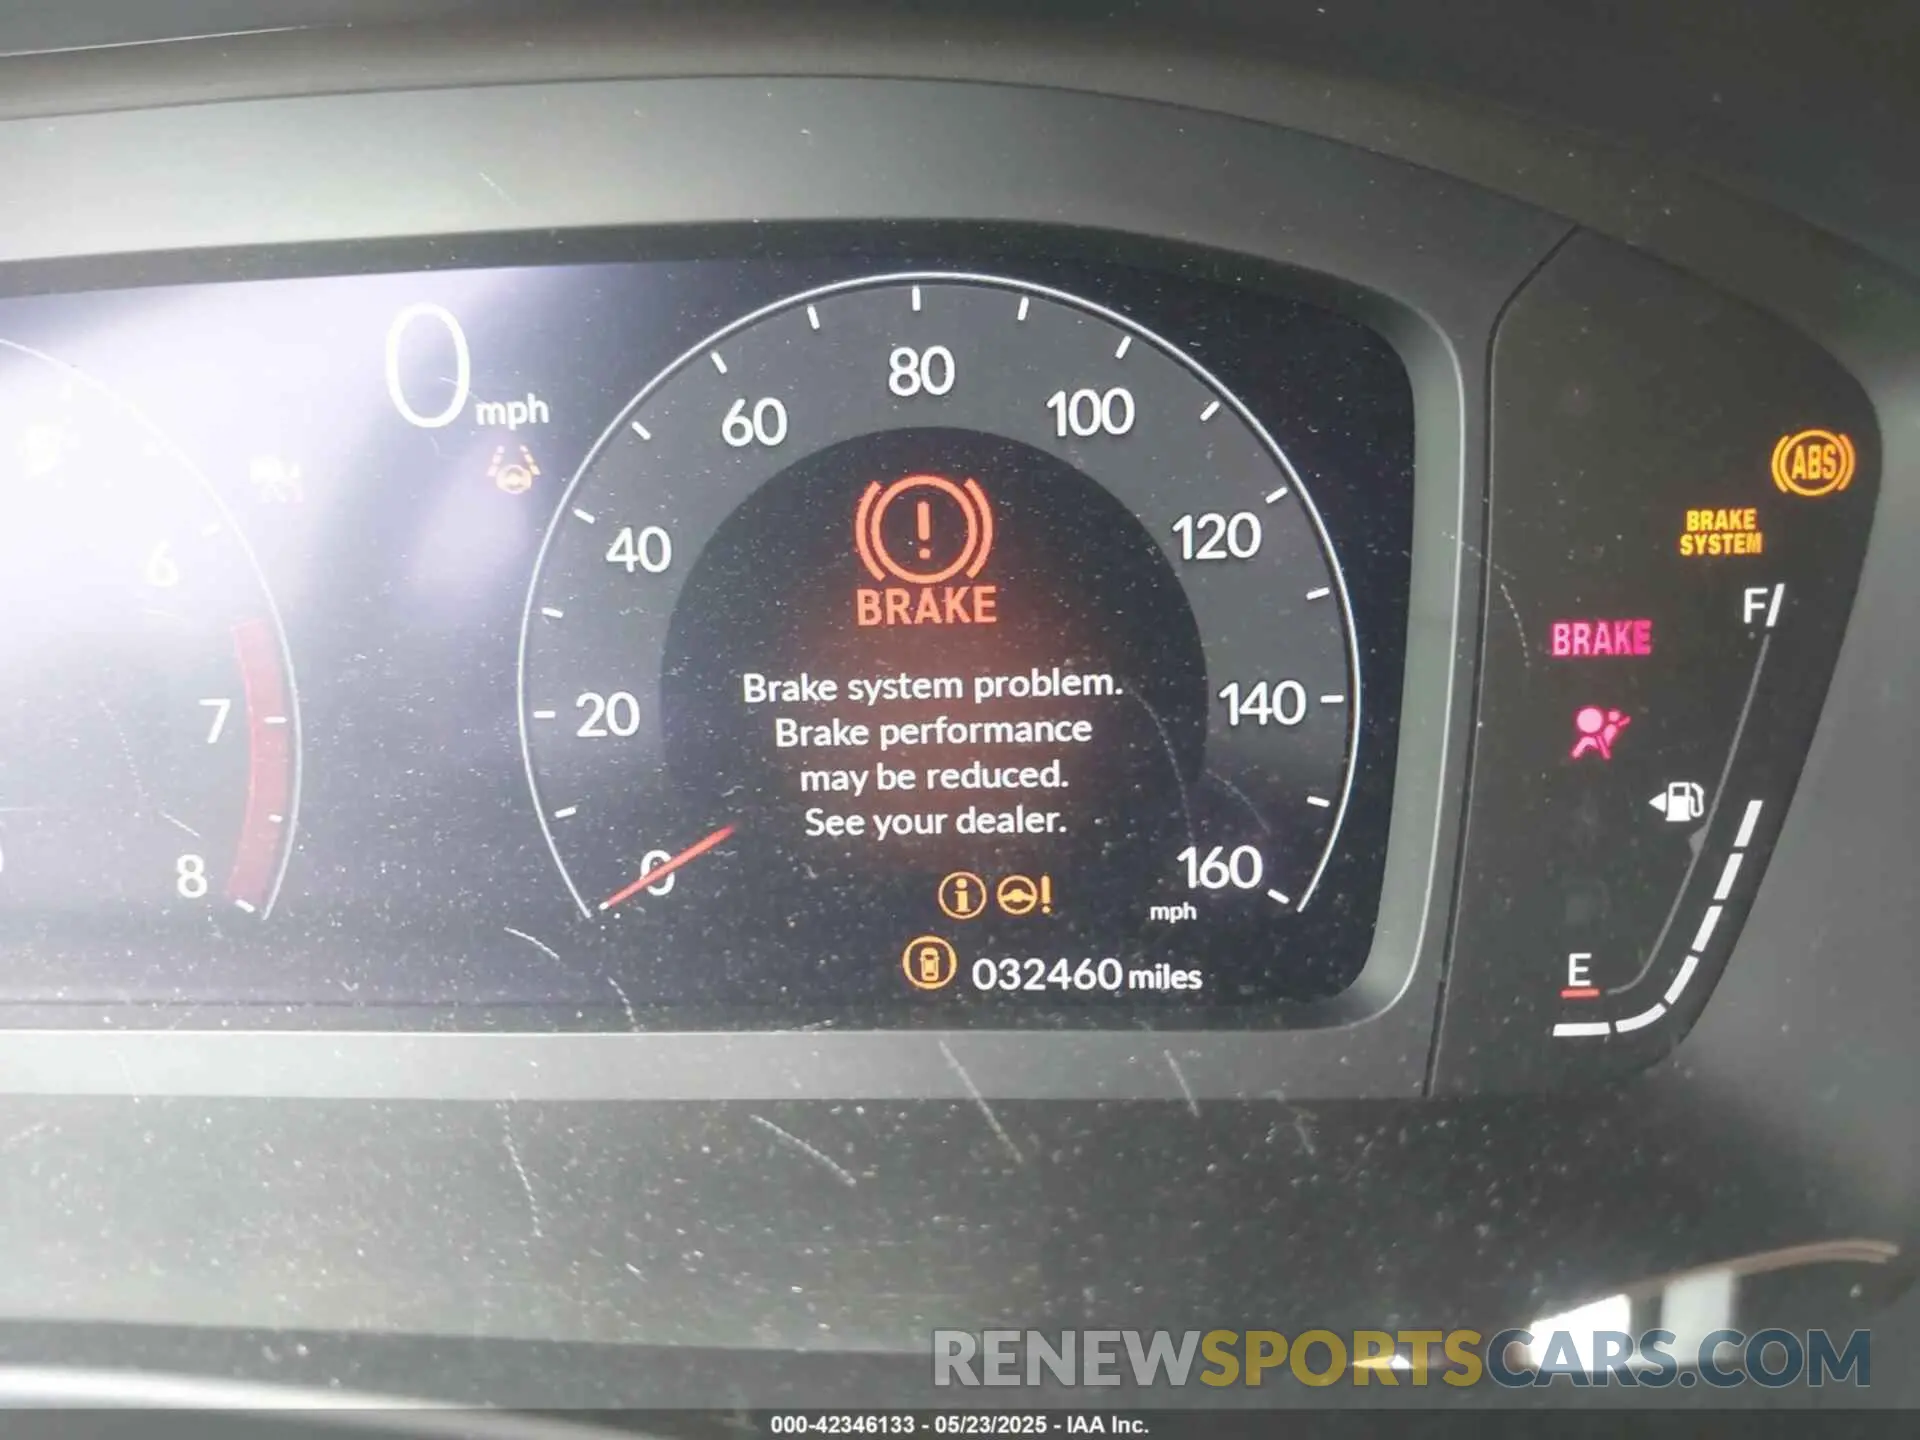 0 mph
80
60
100
ABS
BRAKE
SYSTEM
40
120
6
BRAKE
F
BRAKE
Brake system problem.
20
140
7
Brake performance
may be reduced.
See your dealer.
8
0
160
mph
E
032460 miles
RENEWSPORTSCARS.COM
000-42346133 - 05/23/2025 - IAA Inc.